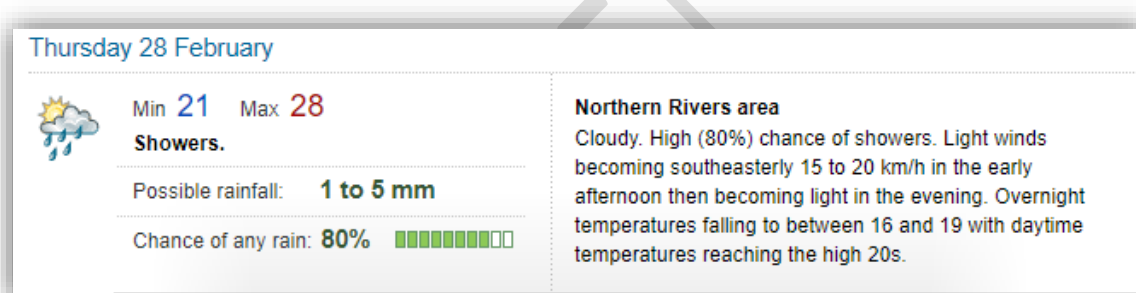 Thursday 28 February
Min 21 Max 28
Showers.
Possible rainfall: 1 to 5 mm
Chance of any rain: 80%
Northern Rivers area
Cloudy. High (80%) chance of showers. Light winds
becoming southeasterly 15 to 20 km/h in the early
afternoon then becoming light in the evening. Overnight
temperatures falling to between 16 and 19 with daytime
temperatures reaching the high 20s.